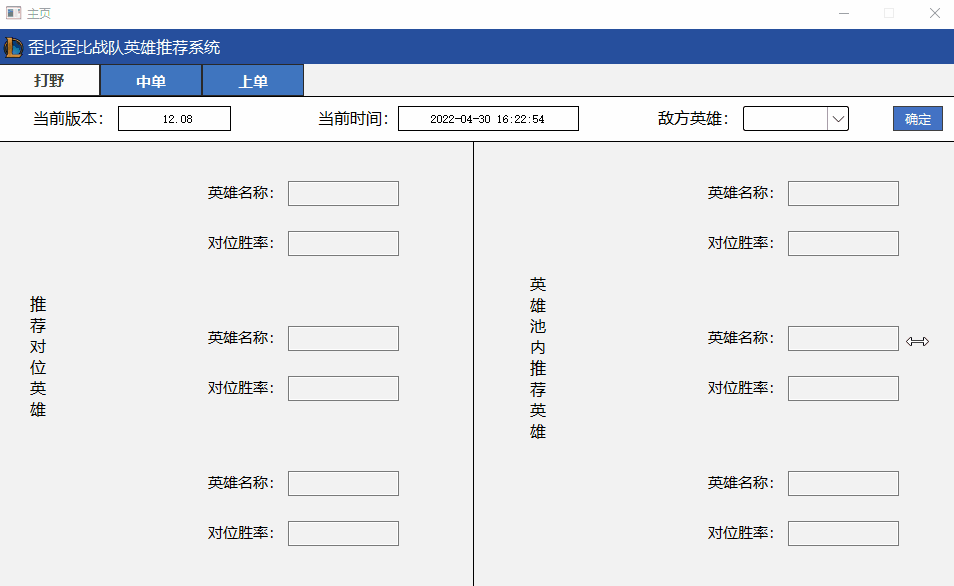 主页
歪比歪比战队英雄推荐系统
打野 中单 上单
当前版本： 12.08 当前时间： 2022-04-30 16:22:54 敌方英雄： 确定
推荐对位英雄
英雄名称：
对位胜率：
英雄名称：
对位胜率：
英雄名称：
对位胜率：
英雄池内推荐英雄
英雄名称：
对位胜率：
英雄名称：
对位胜率：
英雄名称：
对位胜率：